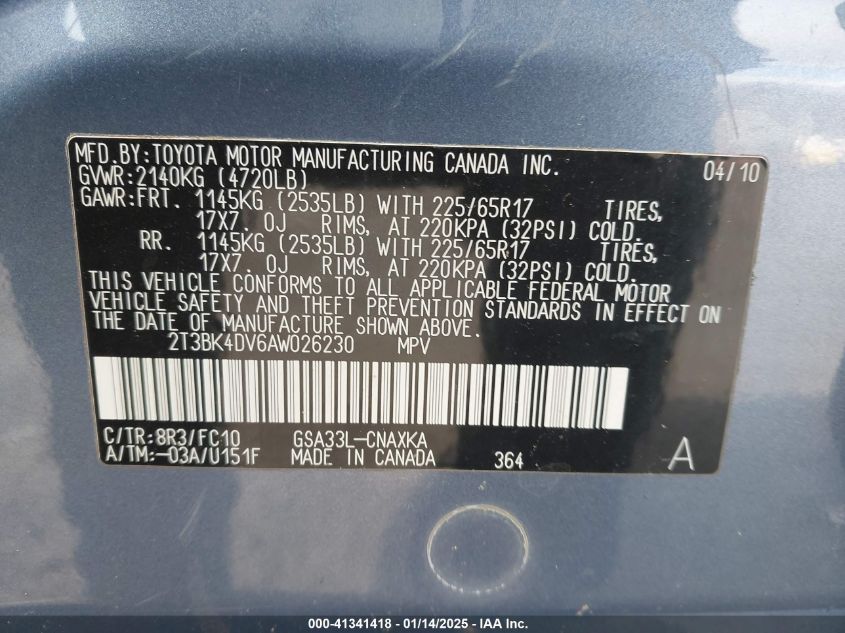 MFD.BY:TOYOTA MOTOR MANUFACTURING CANADA INC. 04/10
GVWR:2140KG (4720LB)
GAWR:FRT. 1145KG (2535LB) WITH 225/65R17 TIRES,
17X7.0J RIMS, AT 220KPA (32PSI) COLD.
RR. 1145KG (2535LB) WITH 225/65R17 TIRES,
17X7.0J RIMS, AT 220KPA (32PSI) COLD.
THIS VEHICLE CONFORMS TO ALL APPLICABLE FEDERAL MOTOR
VEHICLE SAFETY AND THEFT PREVENTION STANDARDS IN EFFECT ON
THE DATE OF MANUFACTURE SHOWN ABOVE.
2T3BK4DV6AW026230 MPV
C/TR:8R3/FC10 GSA33L-CNAXKA
A/TM:-03A/U151F MADE IN CANADA 364 A
000-41341418 - 01/14/2025 - IAA Inc.